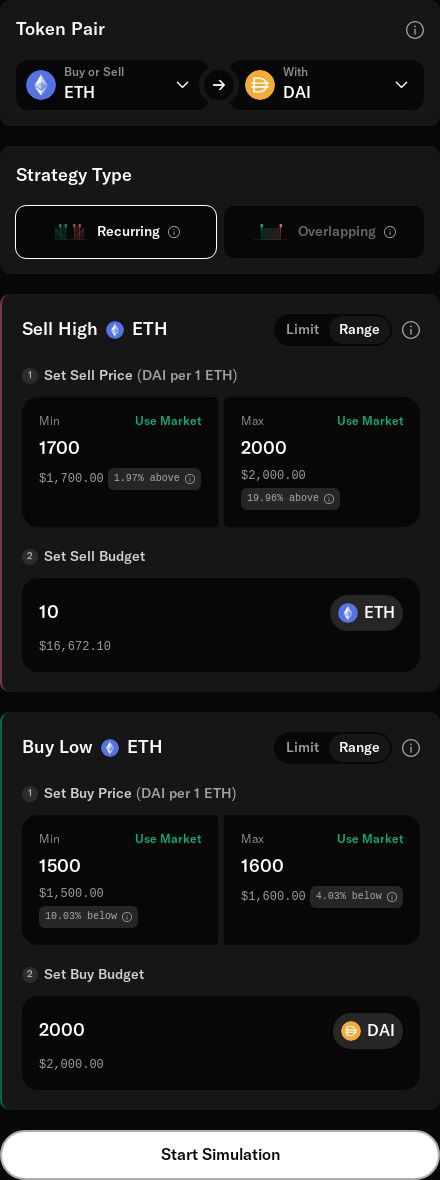 Token Pair
Buy or Sell
ETH
With
DAI
Strategy Type
Recurring
Overlapping
Sell High ETH
Limit Range
1 Set Sell Price (DAI per 1 ETH)
Min Use Market
1700
$1,700.00 1.97% above
Max Use Market
2000
$2,000.00
19.96% above
2 Set Sell Budget
10 ETH
$16,672.10
Buy Low ETH
Limit Range
1 Set Buy Price (DAI per 1 ETH)
Min Use Market
1500
$1,500.00
10.03% below
Max Use Market
1600
$1,600.00 4.03% below
2 Set Buy Budget
2000 DAI
$2,000.00
Start Simulation